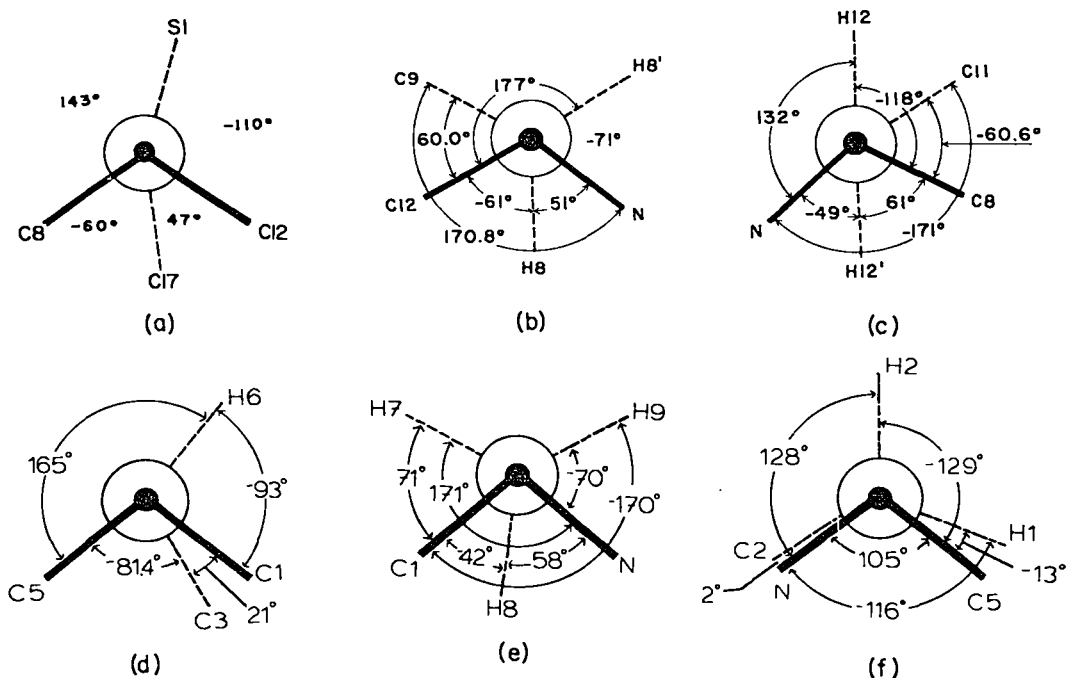 S1
143°
-110°
C8
-60°
47°
C12
C17
(a)
C9
177°
H8'
60.0°
-71°
C12
-61°
51°
N
170.8°
H8
(b)
H12
C11
-118°
132°
-60.6°
-49°
61°
C8
N
-171°
H12'
(c)
H6
165°
-93°
C5
-81.4°
C1
C3
21°
(d)
H7
H9
71°
171°
-70°
-170°
C1
42°
58°
N
H8
(e)
H2
128°
-129°
C2
105°
H1
N
-13°
2°
-116°
C5
(f)